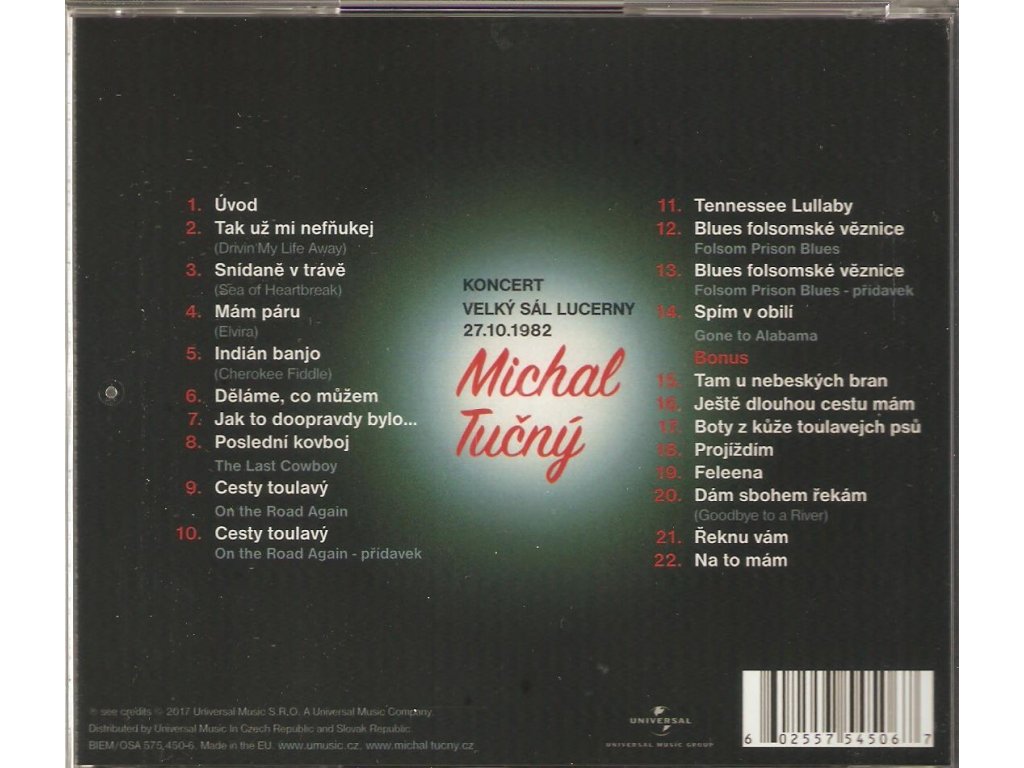 1. Úvod
2. Tak už mi nefňukej
(Drivin'My Life Away)
3. Snídaně v trávě
(Sea of Heartbreak)
4. Mám páru
(Elvira)
5. Indián banjo
(Cherokee Fiddle)
6. Děláme, co můžem
7. Jak to doopravdy bylo...
8. Poslední kovboj
The Last Cowboy
9. Cesty toulavý
On the Road Again
10. Cesty toulavý
On the Road Again - přídavek
KONCERT
VELKÝ SÁL LUCERNY
27.10.1982
Michal
Tučný
11. Tennessee Lullaby
12. Blues folsomské věznice
Folsom Prison Blues
13. Blues folsomské věznice
Folsom Prison Blues - přídavek
14. Spím v obilí
Gone to Alabama
Bonus
15. Tam u nebeských bran
16. Ještě dlouhou cestu mám
17. Boty z kůže toulavejch psů
18. Projíždím
19. Feleena
20. Dám sbohem řekám
(Goodbye to a River)
21. Řeknu vám
22. Na to mám
℗ see credits © 2017 Universal Music S.R.O. A Universal Music Company.
Distributed by Universal Music In Czech Republic and Slovak Republic
BIEM/OSA 575 450-6. Made in the EU. www.umusic.cz, www.michal-tucny.cz
UNIVERSAL
UNIVERSAL MUSIC GROUP
6 02557 54506 7